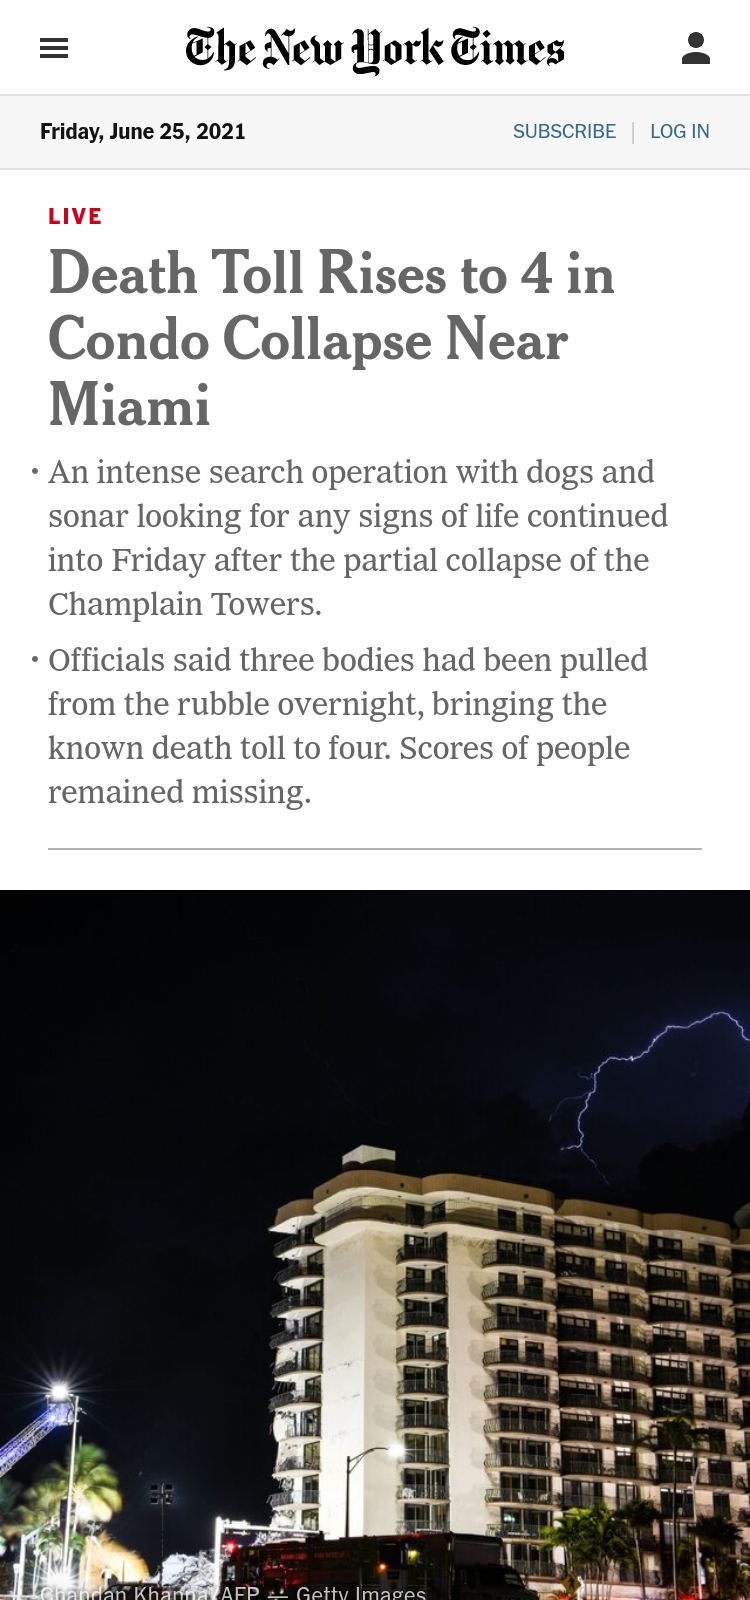 The New York Times
Friday, June 25, 2021
SUBSCRIBE | LOG IN
LIVE
Death Toll Rises to 4 in
Condo Collapse Near
Miami
• An intense search operation with dogs and
sonar looking for any signs of life continued
into Friday after the partial collapse of the
Champlain Towers.
• Officials said three bodies had been pulled
from the rubble overnight, bringing the
known death toll to four. Scores of people
remained missing.
Chandan Khanna/AFP — Getty Images